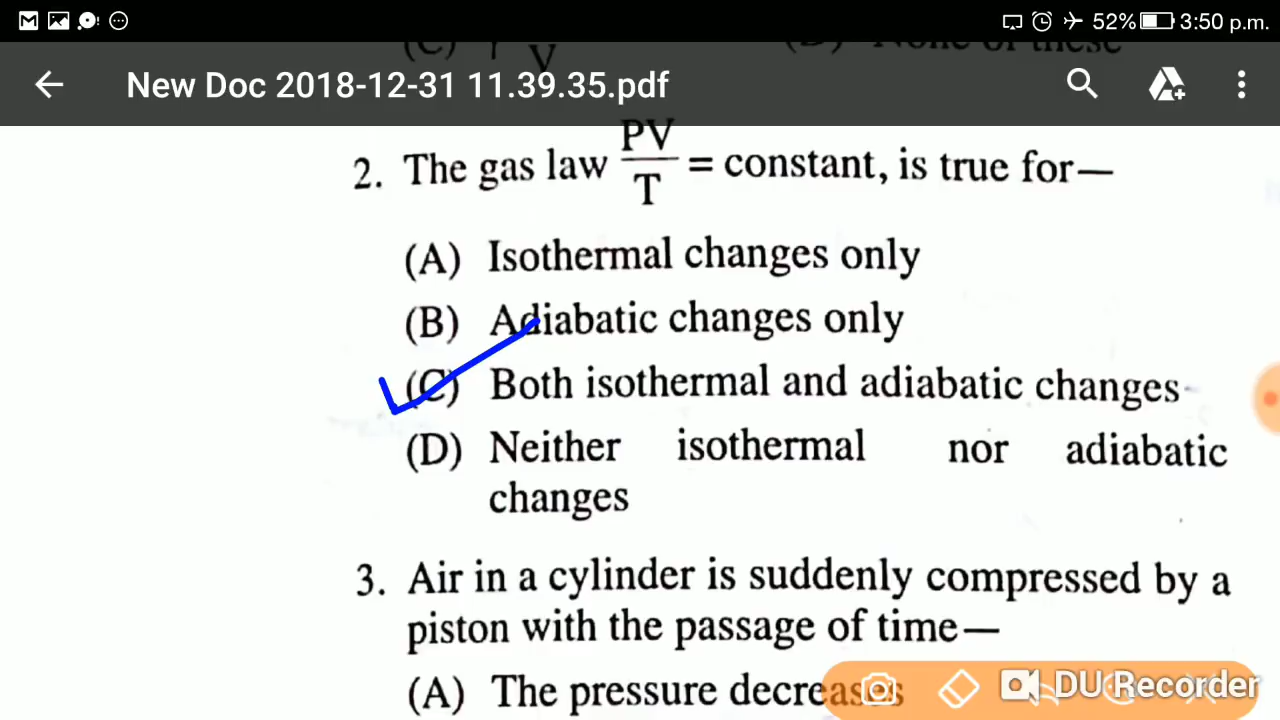 52% 3:50 p.m.
New Doc 2018-12-31 11.39.35.pdf
2. The gas law PV/T = constant, is true for—
(A) Isothermal changes only
(B) Adiabatic changes only
(C) Both isothermal and adiabatic changes
(D) Neither isothermal nor adiabatic
changes
3. Air in a cylinder is suddenly compressed by a
piston with the passage of time—
(A) The pressure decreases
DU Recorder